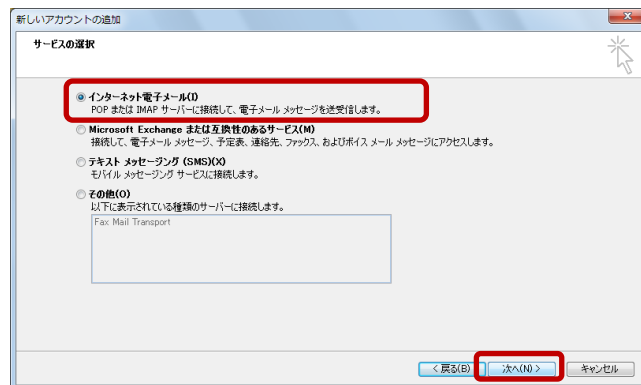 新しいアカウントの追加
サービスの選択
インターネット電子メール(I)
POP または IMAP サーバーに接続して、電子メール メッセージを送受信します。
Microsoft Exchange または互換性のあるサービス(M)
接続して、電子メール メッセージ、予定表、連絡先、ファックス、およびボイス メール メッセージにアクセスします。
テキスト メッセージング (SMS)(X)
モバイル メッセージング サービスに接続します。
その他(O)
以下に表示されている種類のサーバーに接続します。
Fax Mail Transport
< 戻る(B) 次へ(N) > キャンセル